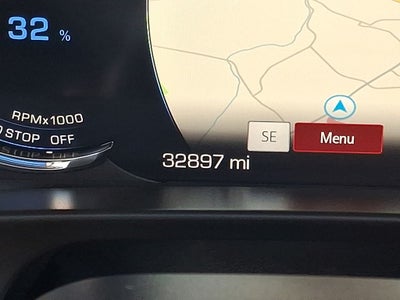 32 %
RPMx1000
STOP OFF
SE Menu
32897 mi